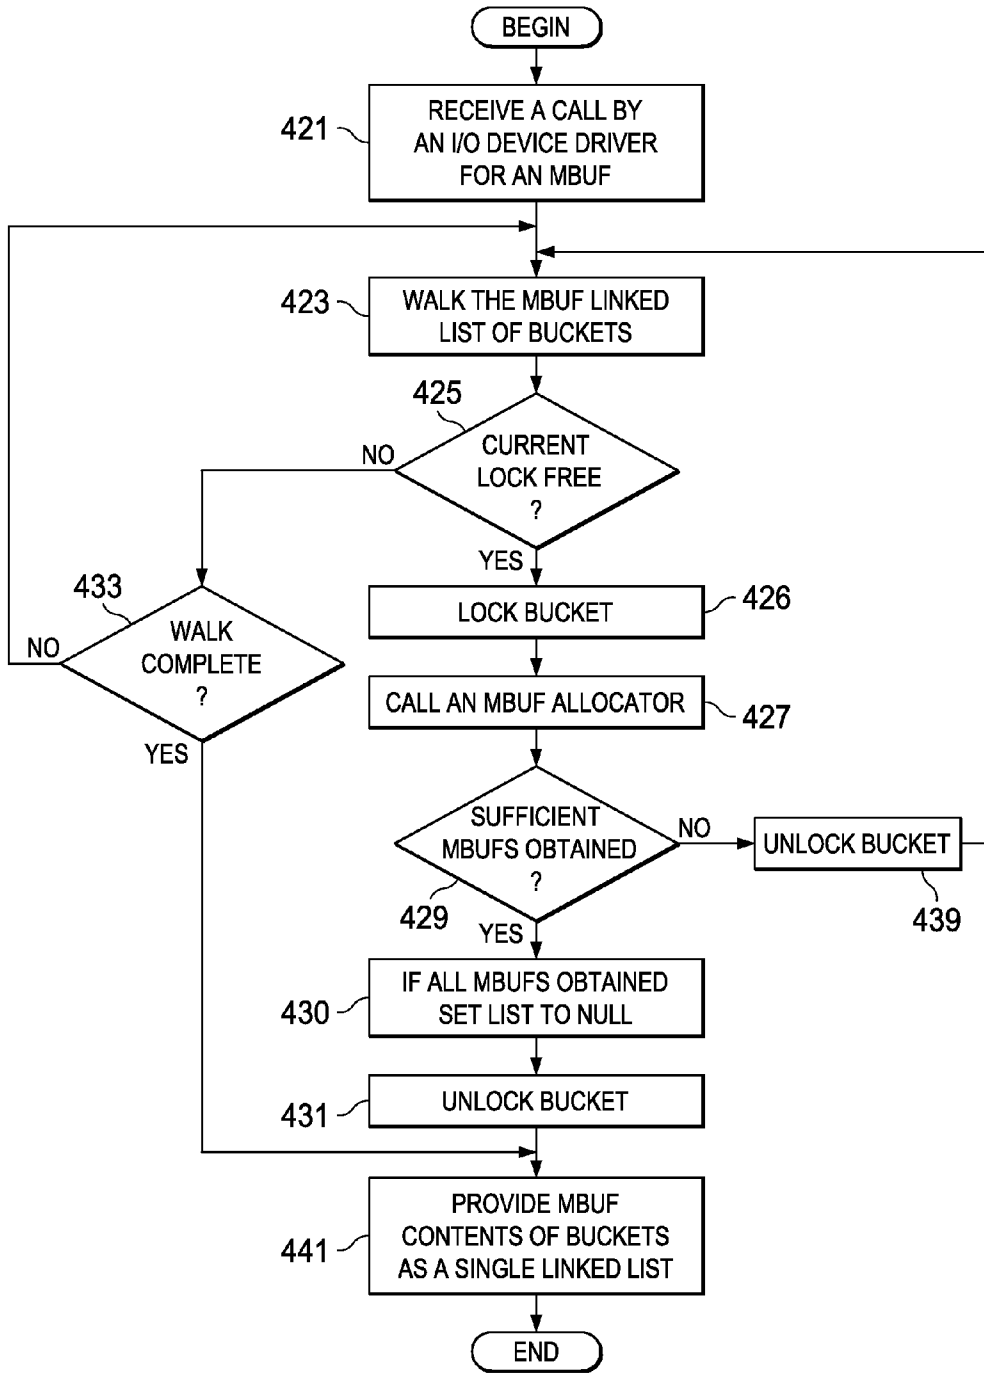 BEGIN
421
RECEIVE A CALL BY
AN I/O DEVICE DRIVER
FOR AN MBUF
423
WALK THE MBUF LINKED
LIST OF BUCKETS
425
CURRENT
LOCK FREE
?
NO
YES
433
WALK
COMPLETE
?
NO
YES
LOCK BUCKET
426
CALL AN MBUF ALLOCATOR
427
SUFFICIENT
MBUFS OBTAINED
?
429
NO
YES
UNLOCK BUCKET
439
430
IF ALL MBUFS OBTAINED
SET LIST TO NULL
431
UNLOCK BUCKET
441
PROVIDE MBUF
CONTENTS OF BUCKETS
AS A SINGLE LINKED LIST
END